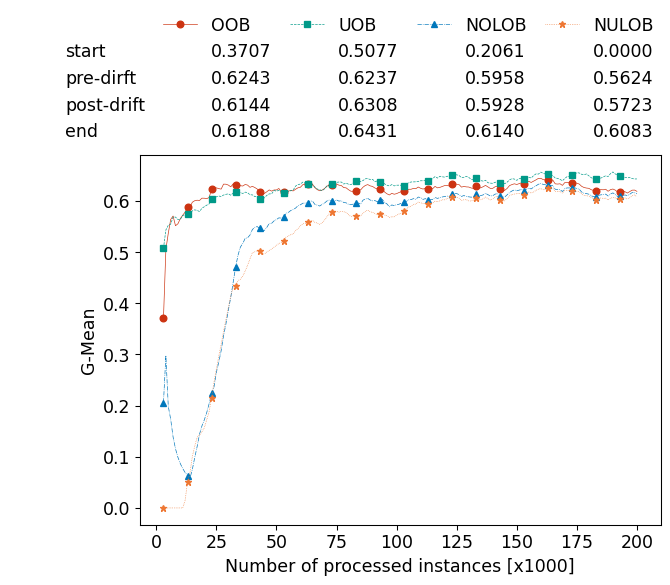 OOB UOB NOLOB NULOB
start 0.3707 0.5077 0.2061 0.0000
pre-dirft 0.6243 0.6237 0.5958 0.5624
post-drift 0.6144 0.6308 0.5928 0.5723
end 0.6188 0.6431 0.6140 0.6083
0.6
0.5
0.4
0.3
0.2
0.1
0.0
G-Mean
0 25 50 75 100 125 150 175 200
Number of processed instances [x1000]